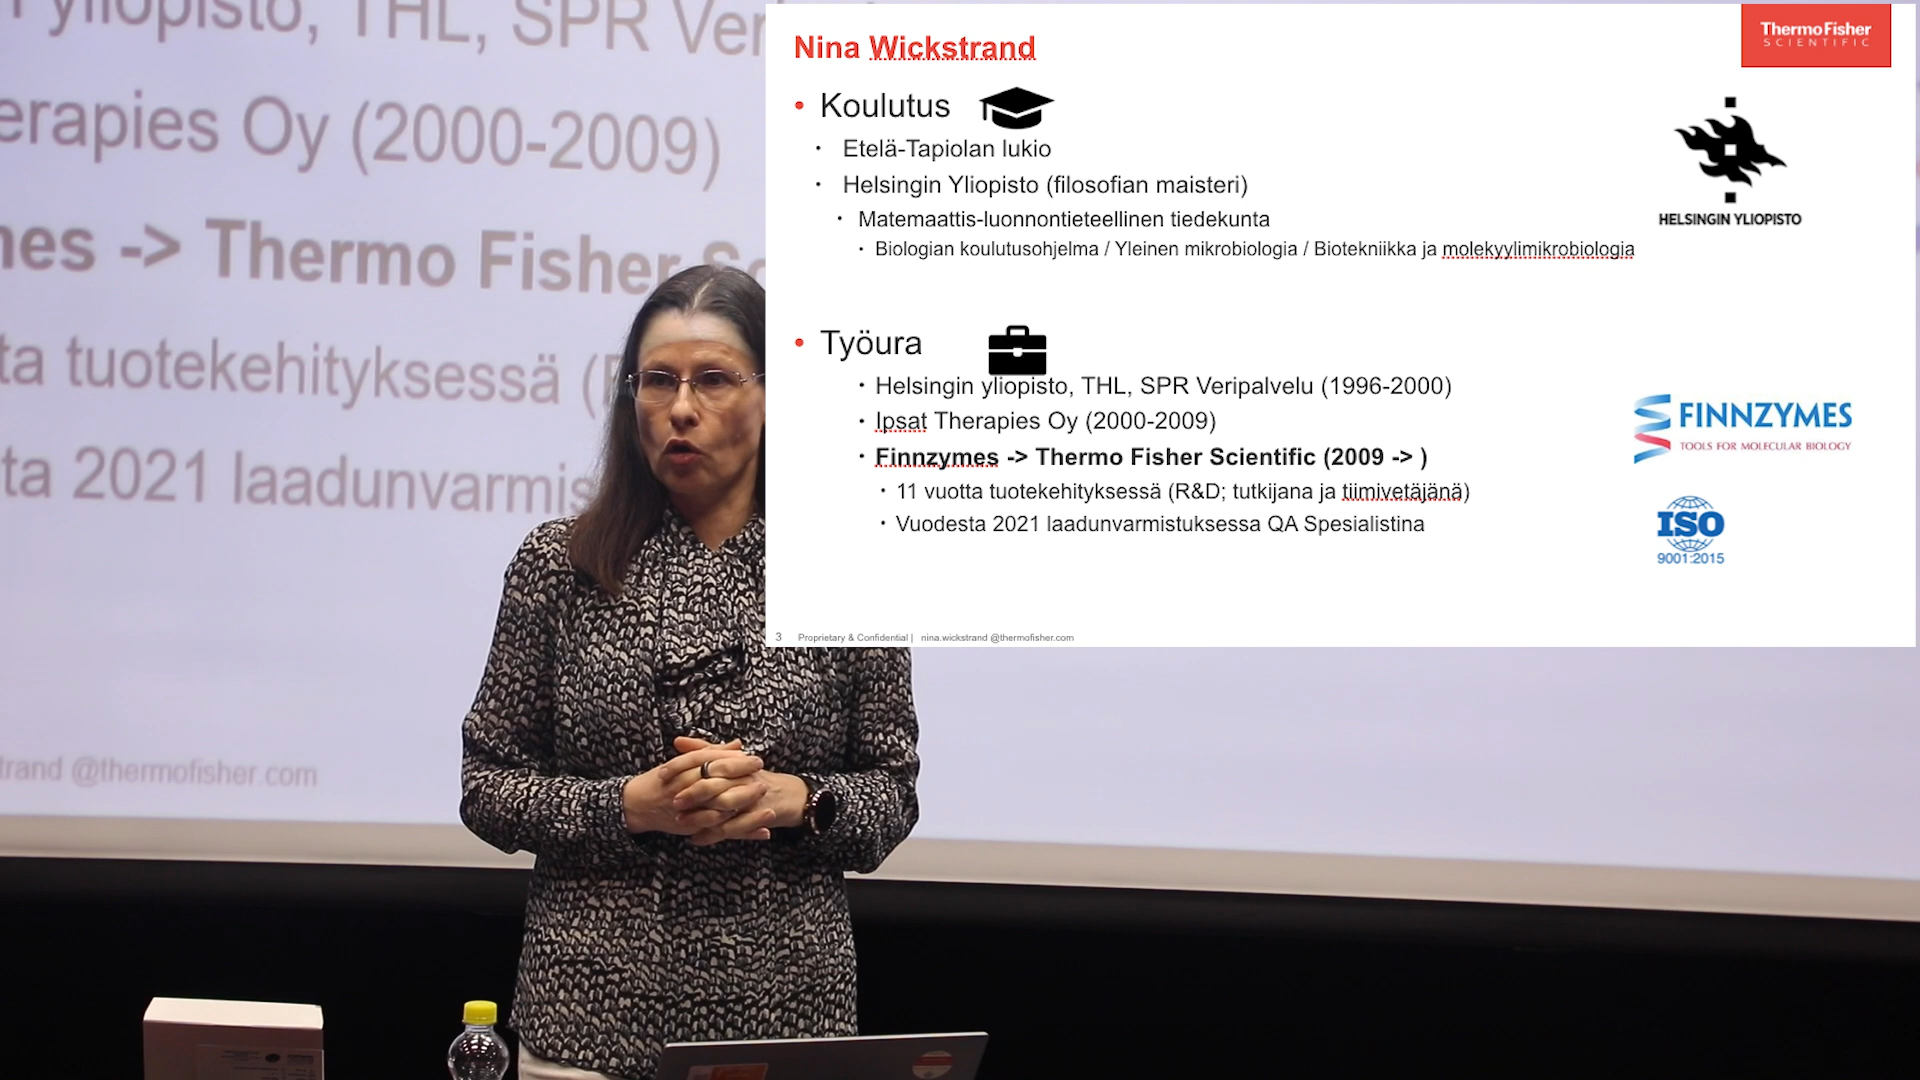 yliopisto, THL, SPR Ver
erapies Oy (2000-2009)
mes -> Thermo Fisher Sc
ta tuotekehityksessä (R
ta 2021 laadunvarmis
trand @thermofisher.com
ThermoFisher
SCIENTIFIC
Nina Wickstrand
• Koulutus
• Etelä-Tapiolan lukio
• Helsingin Yliopisto (filosofian maisteri)
• Matemaattis-luonnontieteellinen tiedekunta
• Biologian koulutusohjelma / Yleinen mikrobiologia / Biotekniikka ja molekyylimikrobiologia
HELSINGIN YLIOPISTO
• Työura
• Helsingin yliopisto, THL, SPR Veripalvelu (1996-2000)
• Ipsat Therapies Oy (2000-2009)
• Finnzymes -> Thermo Fisher Scientific (2009 -> )
• 11 vuotta tuotekehityksessä (R&D; tutkijana ja tiimivetäjänä)
• Vuodesta 2021 laadunvarmistuksessa QA Spesialistina
FINNZYMES
TOOLS FOR MOLECULAR BIOLOGY
ISO
9001:2015
3 Proprietary & Confidential | nina.wickstrand @thermofisher.com